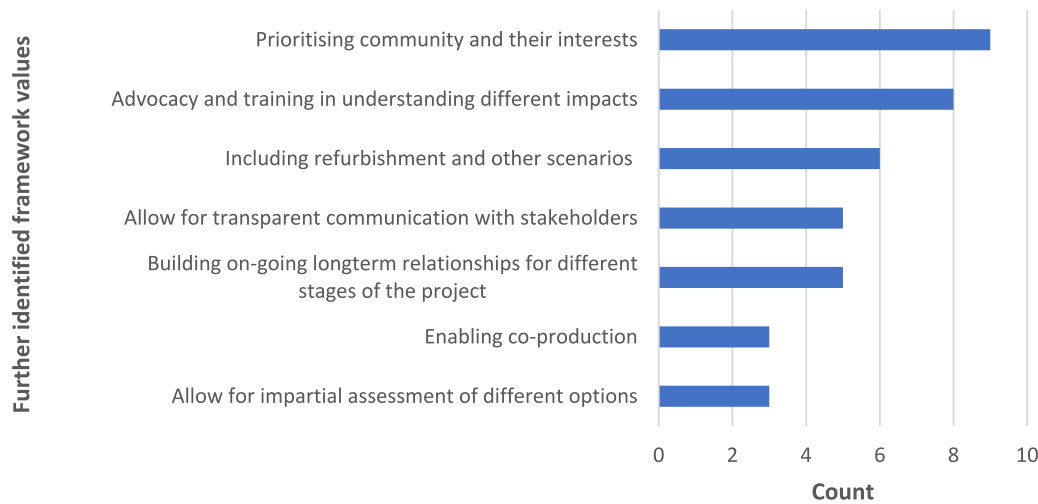 Further identified framework values
Prioritising community and their interests
Advocacy and training in understanding different impacts
Including refurbishment and other scenarios
Allow for transparent communication with stakeholders
Building on-going longterm relationships for different
stages of the project
Enabling co-production
Allow for impartial assessment of different options
0 2 4 6 8 10
Count